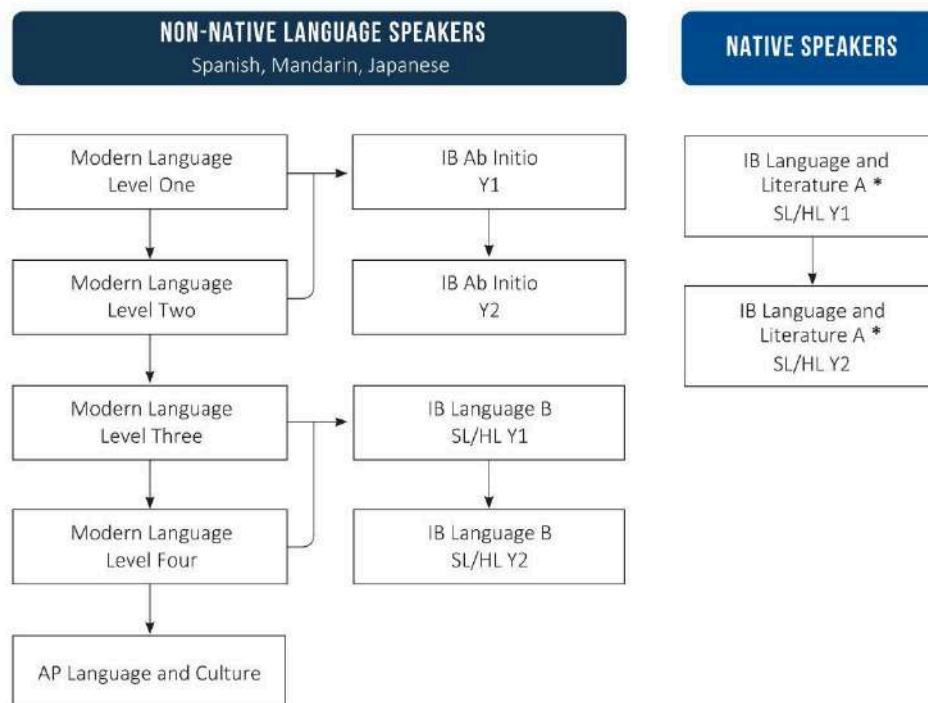 NON-NATIVE LANGUAGE SPEAKERS
Spanish, Mandarin, Japanese
NATIVE SPEAKERS
Modern Language
Level One
IB Ab Initio
Y1
IB Language and
Literature A *
SL/HL Y1
Modern Language
Level Two
IB Ab Initio
Y2
IB Language and
Literature A *
SL/HL Y2
Modern Language
Level Three
IB Language B
SL/HL Y1
Modern Language
Level Four
IB Language B
SL/HL Y2
AP Language and Culture